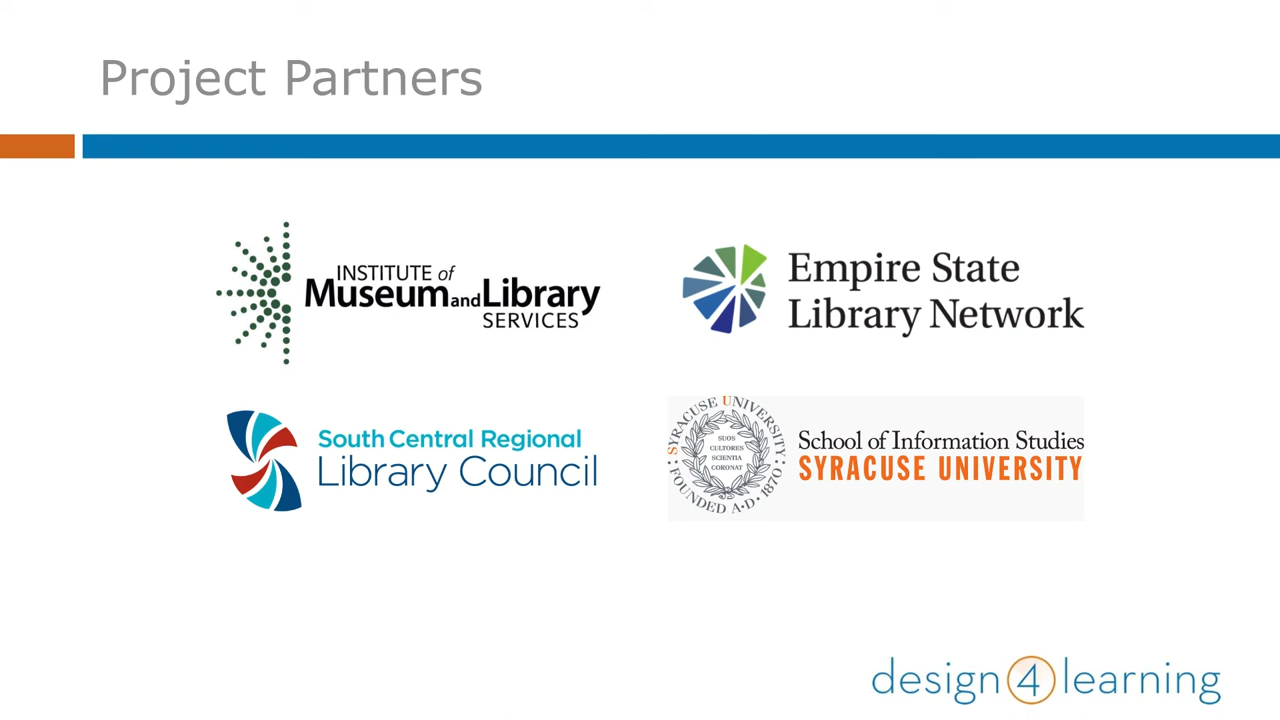 Project Partners
INSTITUTE of
Museum and Library
SERVICES
Empire State
Library Network
South Central Regional
Library Council
SYRACUSE UNIVERSITY
FOUNDED A·D· 1870
SUOS
CULTORES
SCIENTIA
CORONAT
School of Information Studies
SYRACUSE UNIVERSITY
design 4 learning